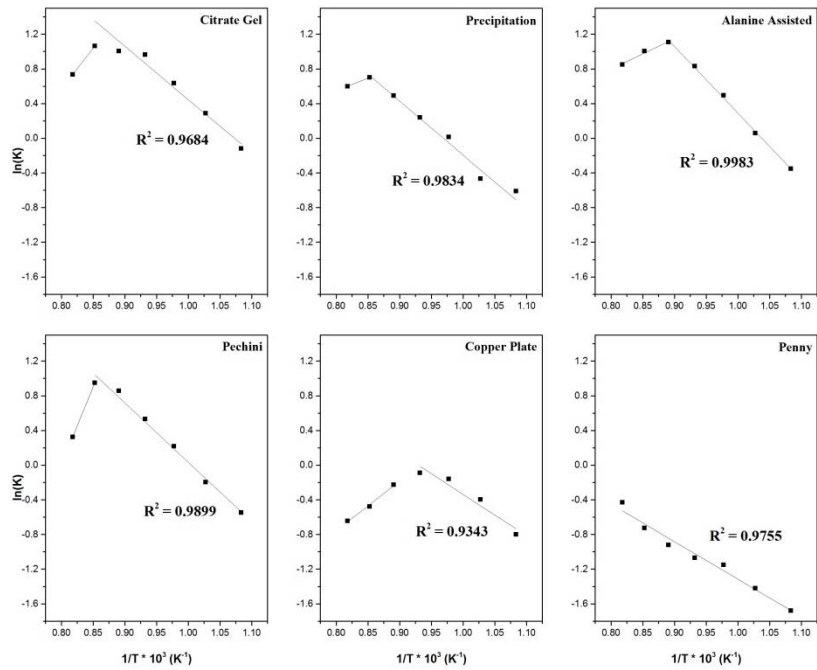 Citrate Gel
Precipitation
Alanine Assisted
ln(K)
1.2
0.8
0.4
0.0
-0.4
-0.8
-1.2
-1.6
R² = 0.9684
0.80 0.85 0.90 0.95 1.00 1.05 1.10
1.2
0.8
0.4
0.0
-0.4
-0.8
-1.2
-1.6
R² = 0.9834
0.80 0.85 0.90 0.95 1.00 1.05 1.10
1.2
0.8
0.4
0.0
-0.4
-0.8
-1.2
-1.6
R² = 0.9983
0.80 0.85 0.90 0.95 1.00 1.05 1.10
Pechini
Copper Plate
Penny
ln(K)
1.2
0.8
0.4
0.0
-0.4
-0.8
-1.2
-1.6
R² = 0.9899
0.80 0.85 0.90 0.95 1.00 1.05 1.10
1/T * 10³ (K⁻¹)
1.2
0.8
0.4
0.0
-0.4
-0.8
-1.2
-1.6
R² = 0.9343
0.80 0.85 0.90 0.95 1.00 1.05 1.10
1/T * 10³ (K⁻¹)
1.2
0.8
0.4
0.0
-0.4
-0.8
-1.2
-1.6
R² = 0.9755
0.80 0.85 0.90 0.95 1.00 1.05 1.10
1/T * 10³ (K⁻¹)